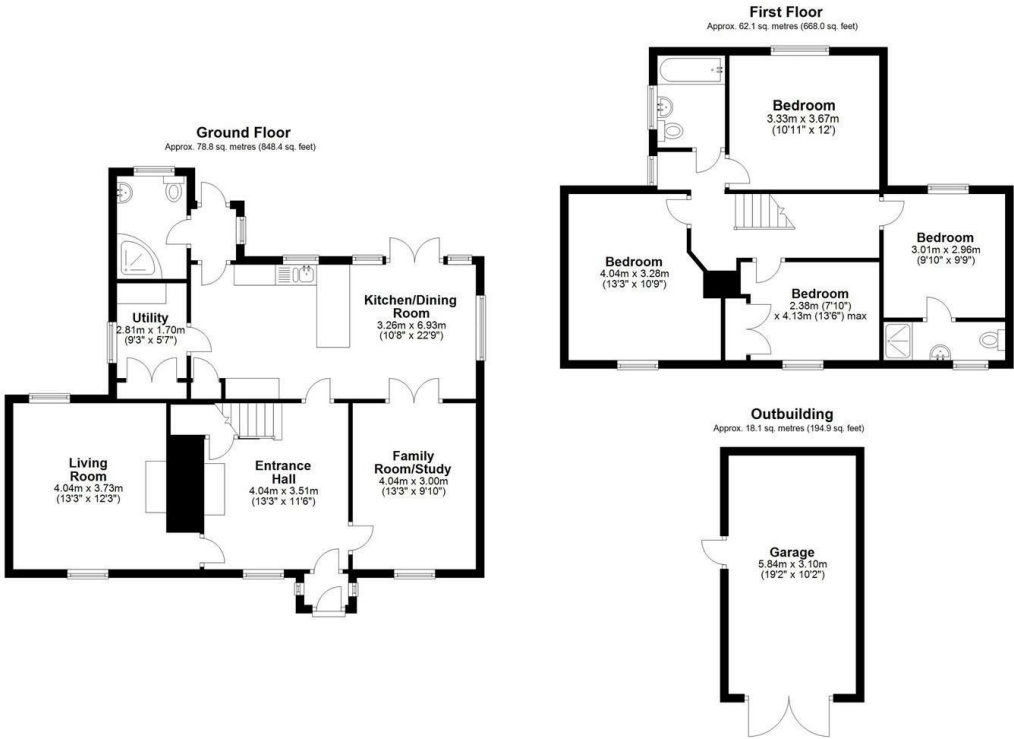 First Floor
Approx. 62.1 sq. metres (668.0 sq. feet)
Bedroom
3.33m x 3.67m
(10'11" x 12')
Bedroom
4.04m x 3.28m
(13'3" x 10'9")
Bedroom
2.38m (7'10")
x 4.13m (13'6") max
Bedroom
3.01m x 2.96m
(9'10" x 9'9")
Ground Floor
Approx. 78.8 sq. metres (848.4 sq. feet)
Utility
2.81m x 1.70m
(9'3" x 5'7")
Kitchen/Dining
Room
3.26m x 6.93m
(10'8" x 22'9")
Living
Room
4.04m x 3.73m
(13'3" x 12'3")
Entrance
Hall
4.04m x 3.51m
(13'3" x 11'6")
Family
Room/Study
4.04m x 3.00m
(13'3" x 9'10")
Outbuilding
Approx. 18.1 sq. metres (194.9 sq. feet)
Garage
5.84m x 3.10m
(19'2" x 10'2")